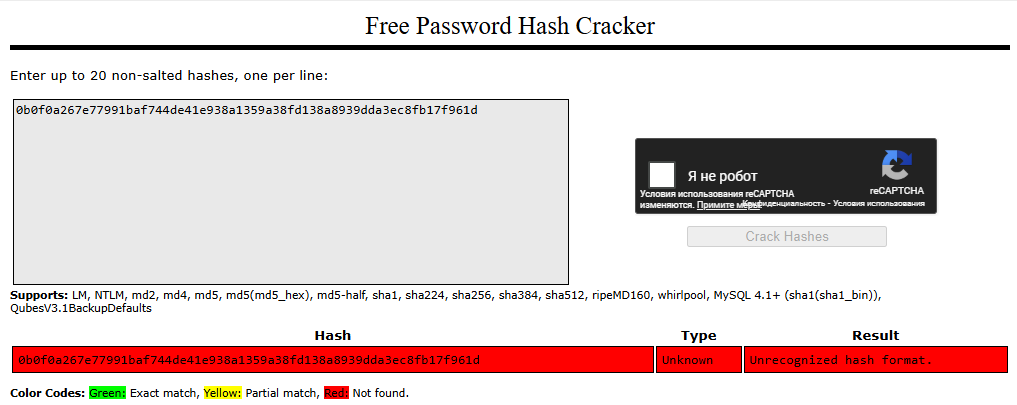 Free Password Hash Cracker
Enter up to 20 non-salted hashes, one per line:
0b0f0a267e77991baf744de41e938a1359a38fd138a8939dda3ec8fb17f961d
Я не робот
reCAPTCHA
Условия использования reCAPTCHA
изменяются. Примите меры
Конфиденциальность - Условия использования
Crack Hashes
Supports: LM, NTLM, md2, md4, md5, md5(md5_hex), md5-half, sha1, sha224, sha256, sha384, sha512, ripeMD160, whirlpool, MySQL 4.1+ (sha1(sha1_bin)),
QubesV3.1BackupDefaults
Hash Type Result
0b0f0a267e77991baf744de41e938a1359a38fd138a8939dda3ec8fb17f961d Unknown Unrecognized hash format.
Color Codes: Green: Exact match, Yellow: Partial match, Red: Not found.